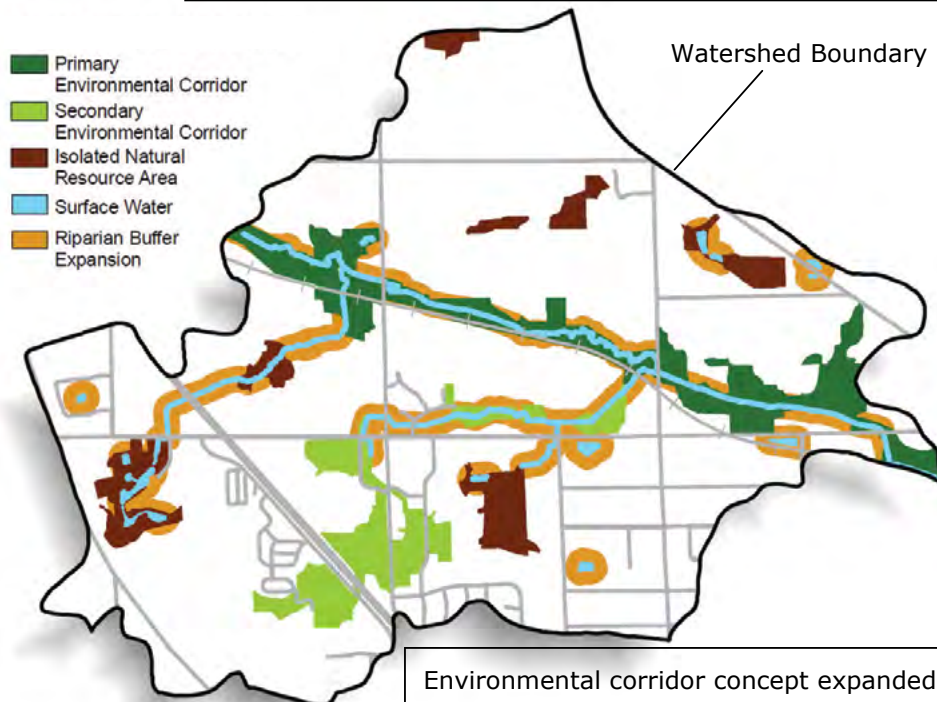 Watershed Boundary
Primary
Environmental Corridor
Secondary
Environmental Corridor
Isolated Natural
Resource Area
Surface Water
Riparian Buffer
Expansion
Environmental corridor concept expanded